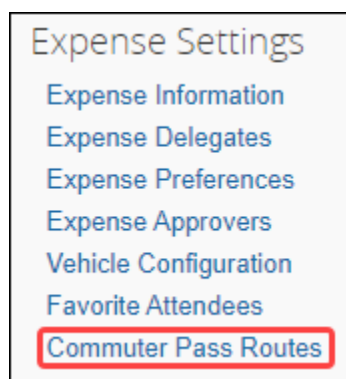 Expense Settings
Expense Information
Expense Delegates
Expense Preferences
Expense Approvers
Vehicle Configuration
Favorite Attendees
Commuter Pass Routes